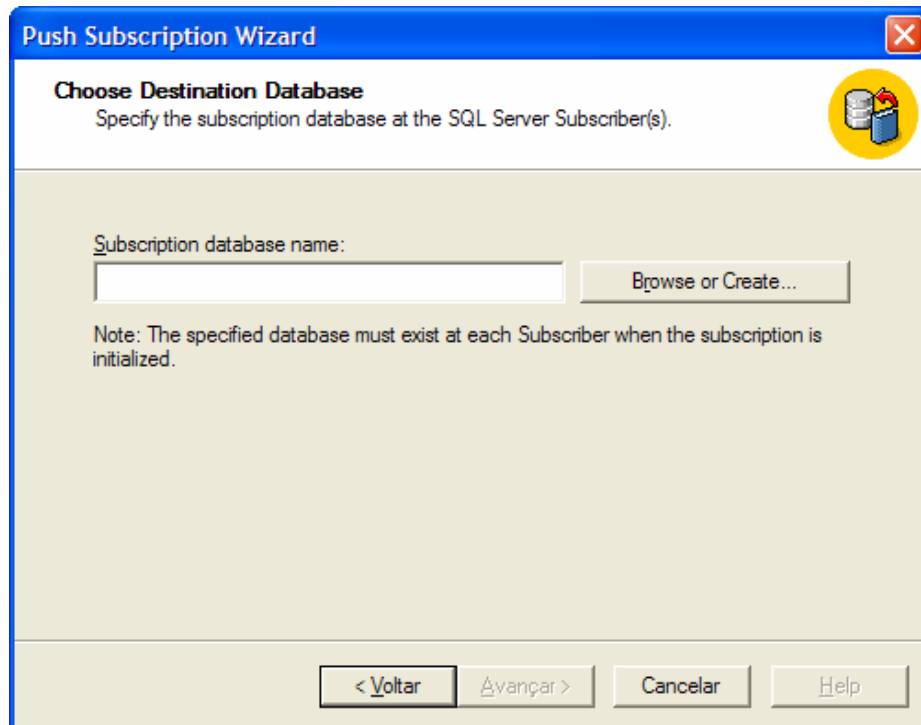 Push Subscription Wizard
Choose Destination Database
Specify the subscription database at the SQL Server Subscriber(s).
Subscription database name:
Browse or Create...
Note: The specified database must exist at each Subscriber when the subscription is
initialized.
< Voltar Avançar > Cancelar Help